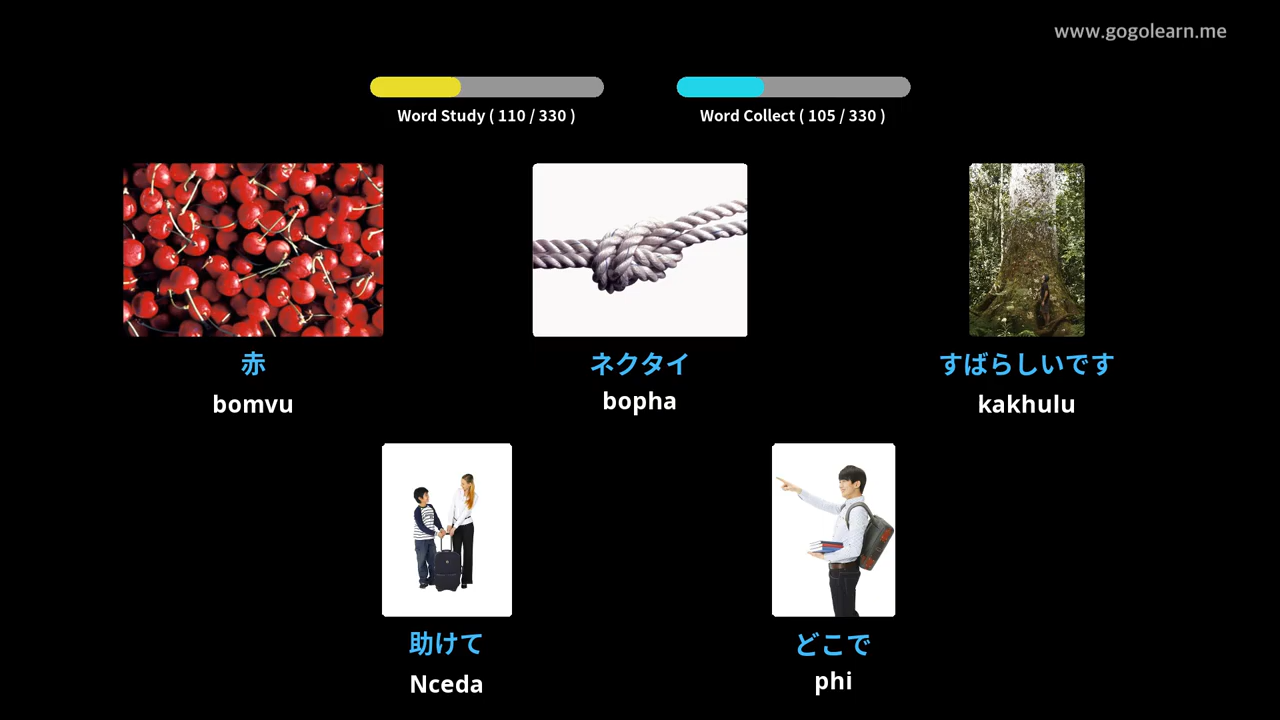 www.gogolearn.me
Word Study ( 110 / 330 )
Word Collect ( 105 / 330 )
赤
bomvu
ネクタイ
bopha
すばらしいです
kakhulu
助けて
Nceda
どこで
phi